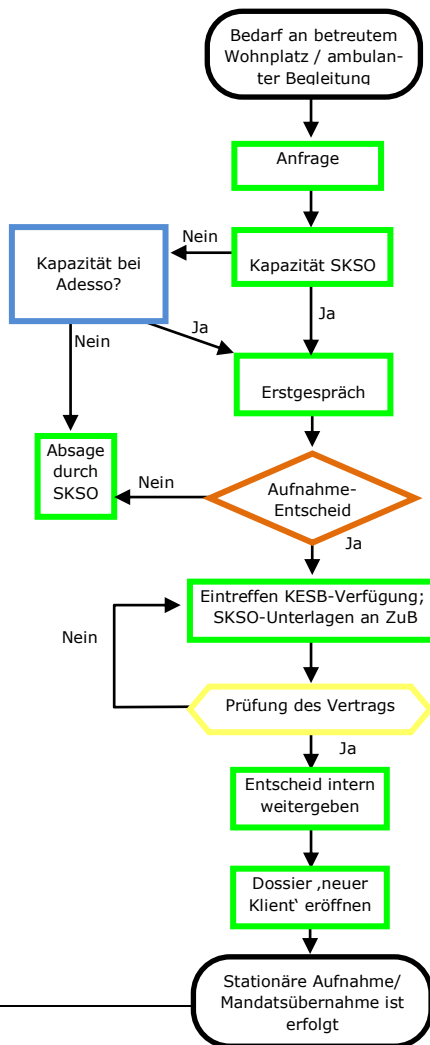 Bedarf an betreutem
Wohnplatz / ambulan-
ter Begleitung
Anfrage
Nein
Kapazität SKSO
Kapazität bei
Adesso?
Ja
Ja
Nein
Erstgespräch
Absage
durch
SKSO
Nein
Aufnahme-
Entscheid
Ja
Eintreffen KESB-Verfügung;
SKSO-Unterlagen an ZuB
Nein
Prüfung des Vertrags
Ja
Entscheid intern
weitergeben
Dossier ‚neuer
Klient‘ eröffnen
Stationäre Aufnahme/
Mandatsübernahme ist
erfolgt